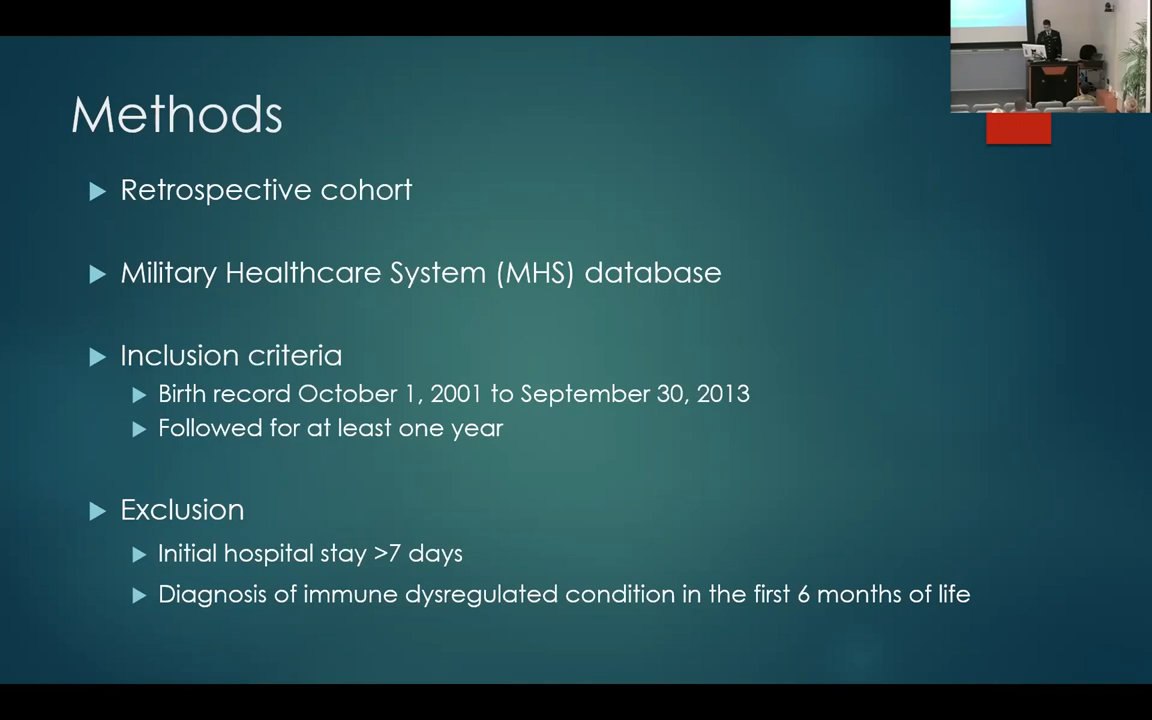 Methods
Retrospective cohort
Military Healthcare System (MHS) database
Inclusion criteria
Birth record October 1, 2001 to September 30, 2013
Followed for at least one year
Exclusion
Initial hospital stay >7 days
Diagnosis of immune dysregulated condition in the first 6 months of life